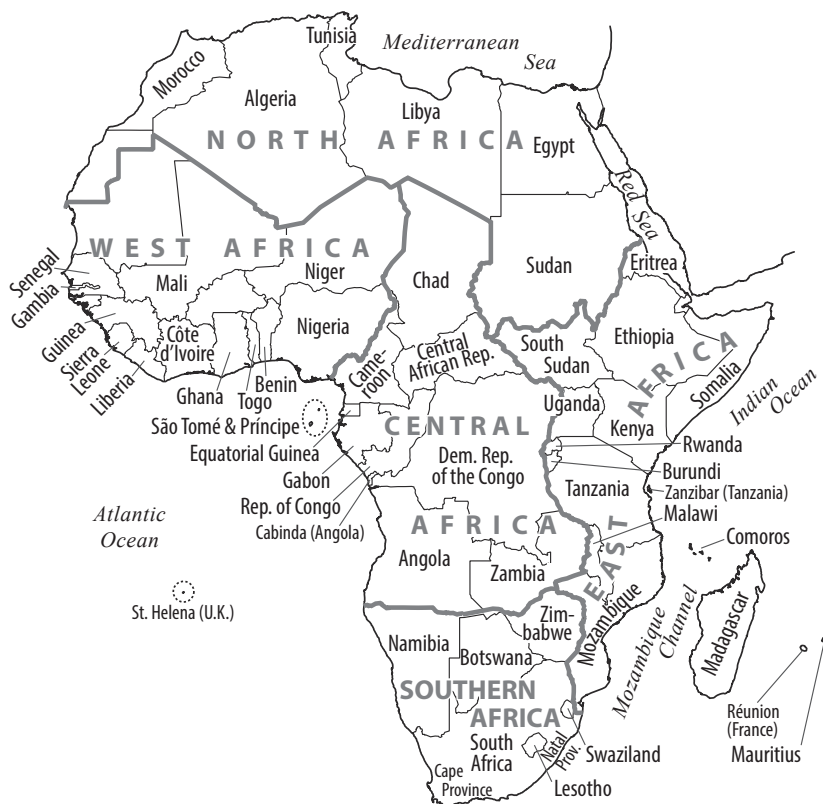 Tunisia
Mediterranean
Sea
Morocco
Algeria
Libya
NORTH AFRICA
Egypt
Red Sea
WEST AFRICA
Senegal
Gambia
Mali
Niger
Chad
Sudan
Eritrea
Guinea
Sierra
Leone
Liberia
Côte
d’Ivoire
Nigeria
Ghana
Togo
Benin
Came-
roon
Central
African Rep.
South
Sudan
Ethiopia
Somalia
Indian
Ocean
São Tomé & Príncipe
Equatorial Guinea
Gabon
Rep. of Congo
Cabinda (Angola)
CENTRAL
AFRICA
Dem. Rep.
of the Congo
Uganda
Kenya
EAST
AFRICA
Rwanda
Burundi
Tanzania
Zanzibar (Tanzania)
Malawi
Comoros
Atlantic
Ocean
Angola
Zambia
St. Helena (U.K.)
Zim-
babwe
Mozambique
Mozambique
Channel
Madagascar
Namibia
Botswana
SOUTHERN
AFRICA
Réunion
(France)
Mauritius
South
Africa
Natal
Prov.
Swaziland
Cape
Province
Lesotho